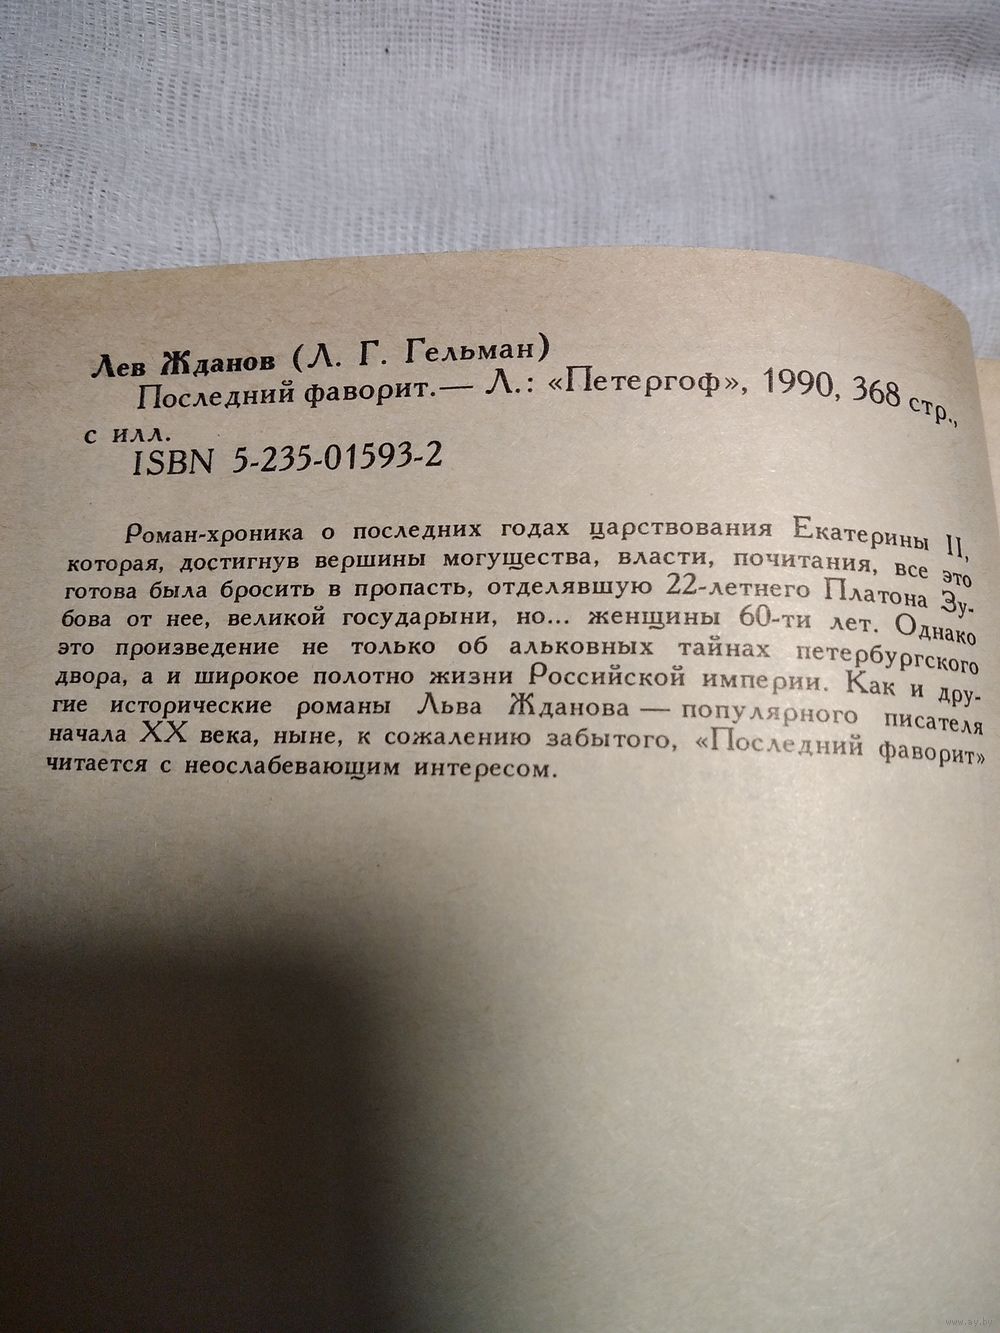 Лев Жданов (Л. Г. Гельман)
Последний фаворит.— Л.: «Петергоф», 1990, 368 стр.,
с илл.
ISBN 5-235-01593-2
Роман-хроника о последних годах царствования Екатерины II,
которая, достигнув вершины могущества, власти, почитания, все это
готова была бросить в пропасть, отделявшую 22-летнего Платона Зу-
бова от нее, великой государыни, но... женщины 60-ти лет. Однако
это произведение не только об альковных тайнах петербургского
двора, а и широкое полотно жизни Российской империи. Как и дру-
гие исторические романы Льва Жданова — популярного писателя
начала XX века, ныне, к сожалению забытого, «Последний фаворит»
читается с неослабевающим интересом.
www.ay.by